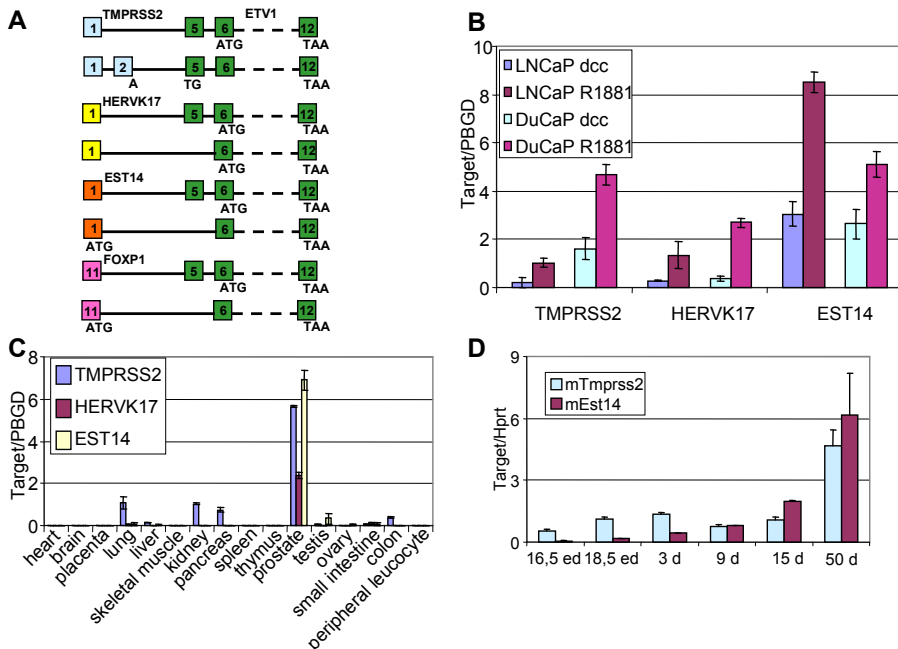 A
TMPRSS2 ETV1
1 5 6 12
ATG TAA
1 2 5 6 12
A TG TAA
HERVK17
1 5 6 12
ATG TAA
1 6 12
ATG TAA
EST14
1 5 6 12
ATG TAA
1 6 12
ATG TAA
FOXP1
11 5 6 12
ATG TAA
11 6 12
ATG TAA
B
Target/PBGD
10
8
6
4
2
0
LNCaP dcc
LNCaP R1881
DuCaP dcc
DuCaP R1881
TMPRSS2 HERVK17 EST14
C
Target/PBGD
8
6
4
2
0
TMPRSS2
HERVK17
EST14
heart
brain
placenta
lung
liver
skeletal muscle
kidney
pancreas
spleen
thymus
prostate
testis
ovary
small intestine
colon
peripheral leucocyte
D
Target/Hprt
9
6
3
0
mTmprss2
mEst14
16,5 ed 18,5 ed 3 d 9 d 15 d 50 d